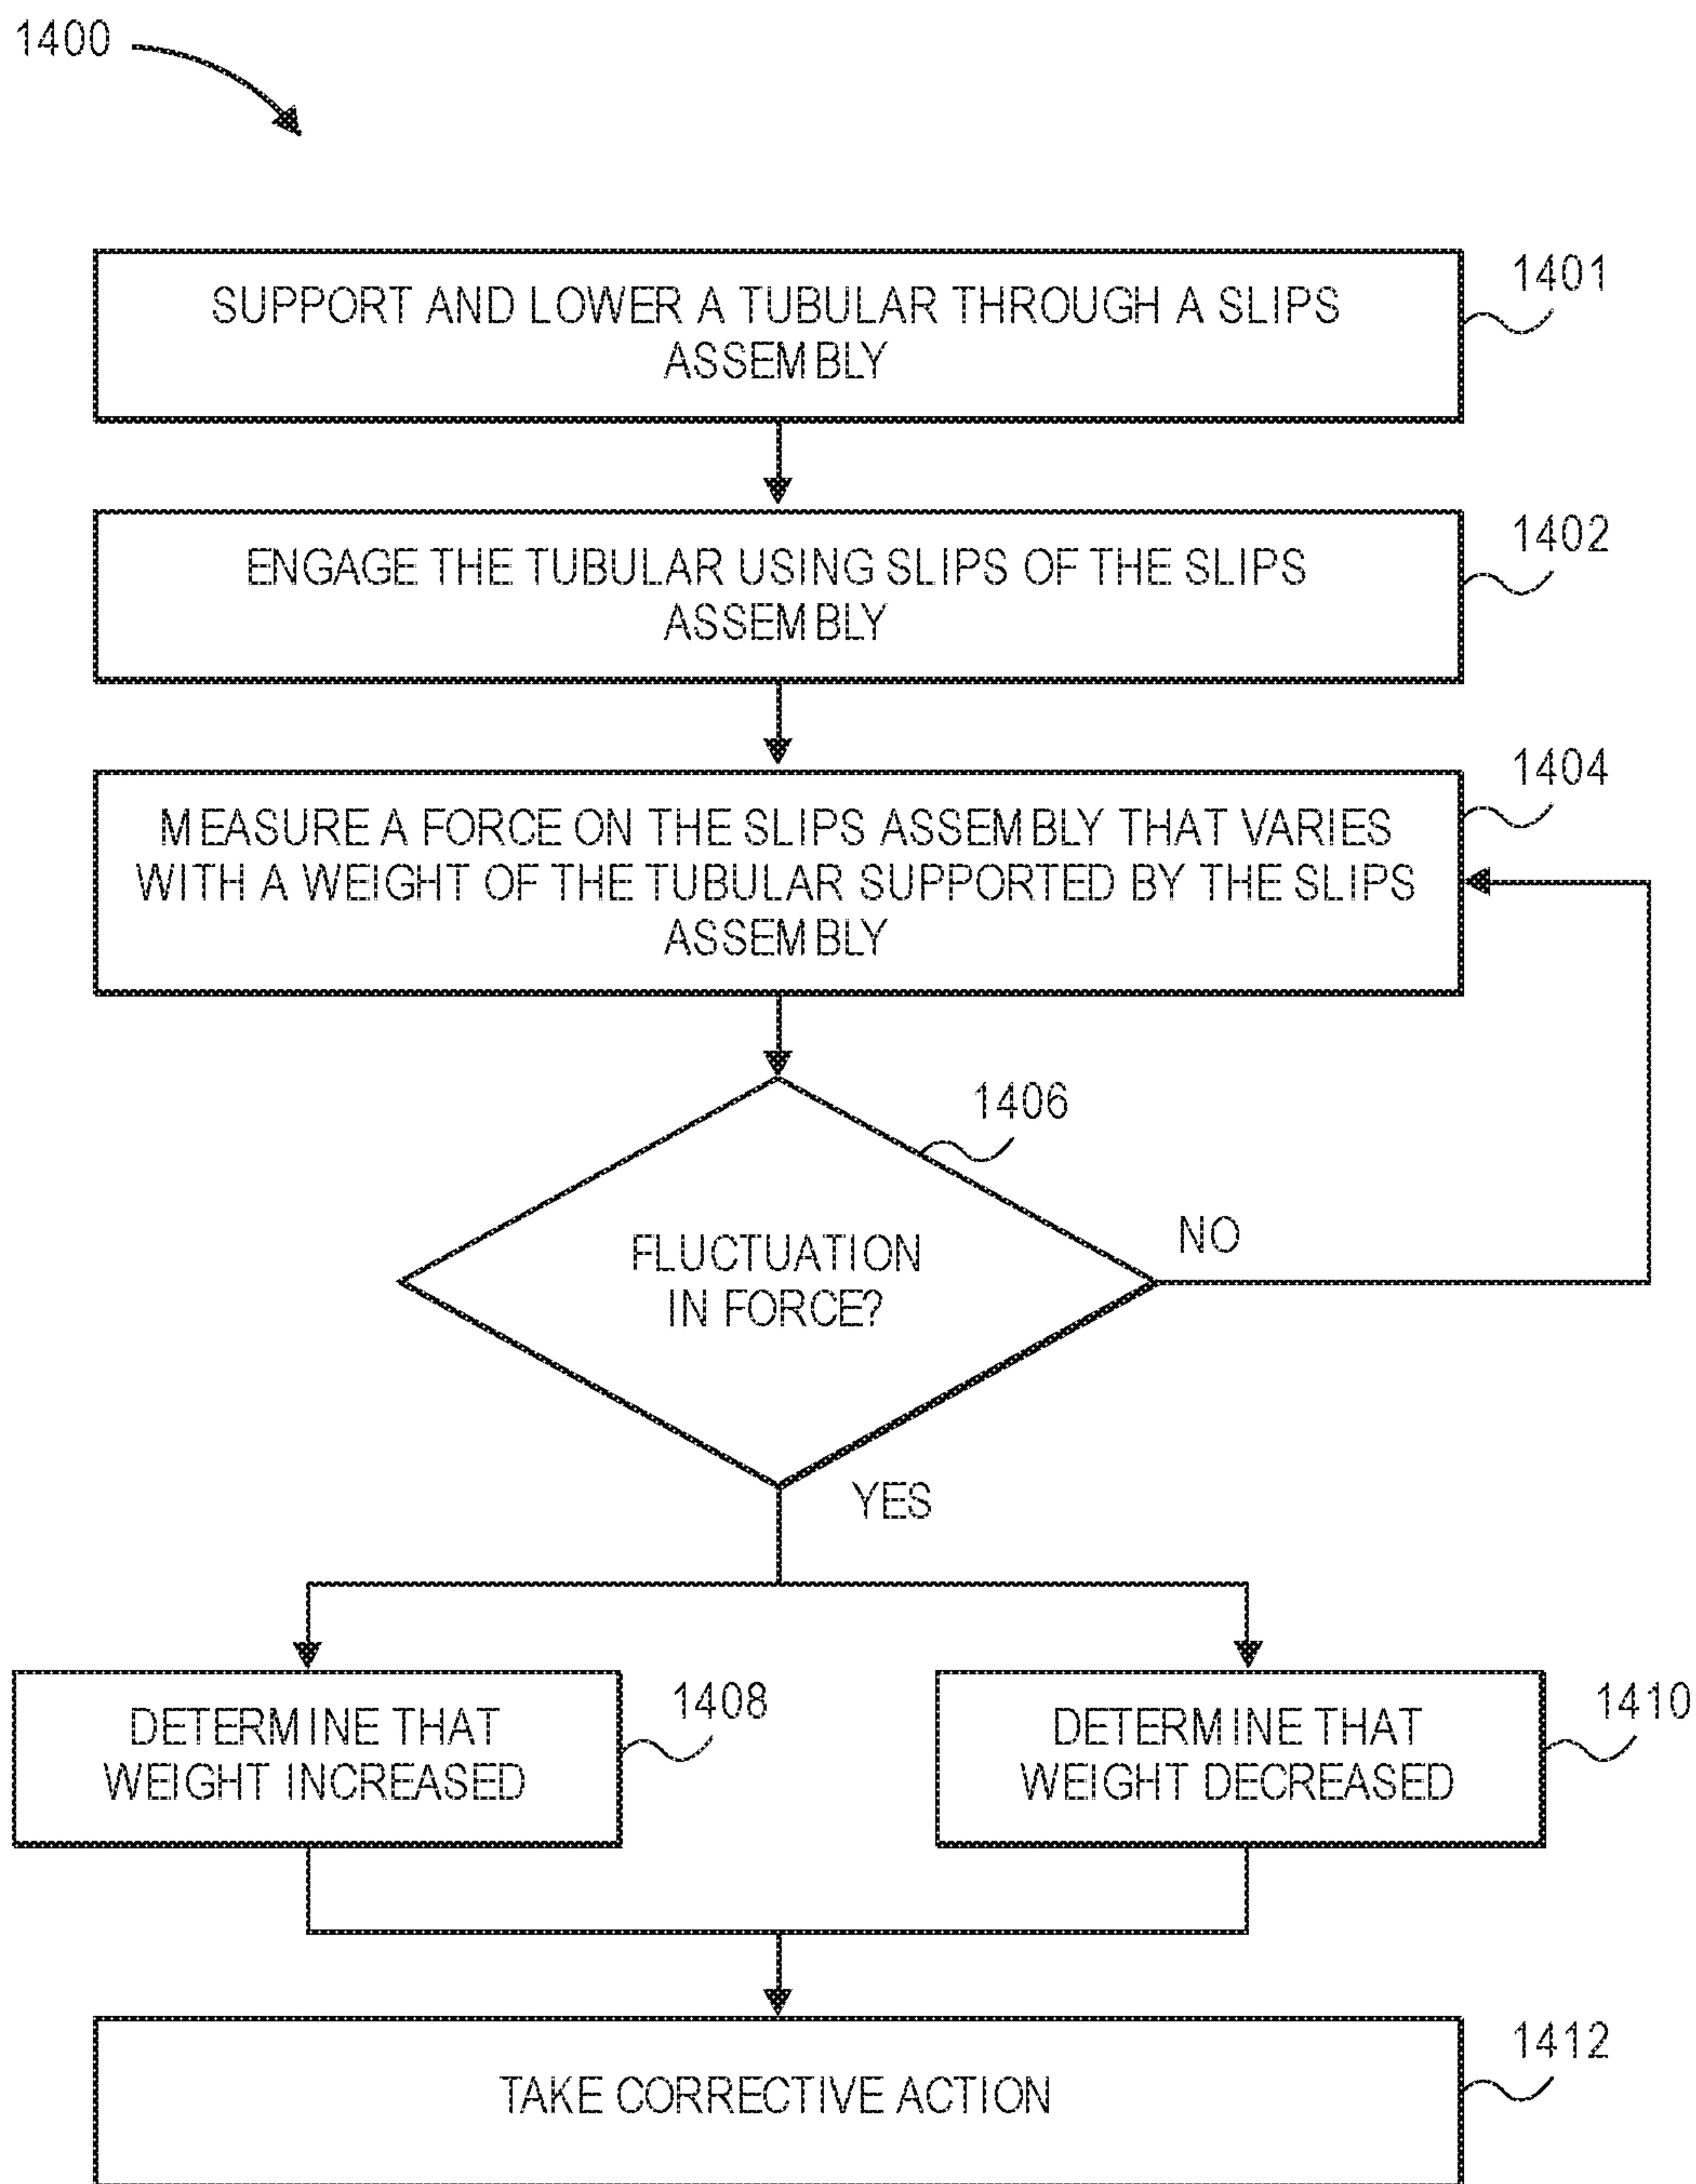 1400
SUPPORT AND LOWER A TUBULAR THROUGH A SLIPS
ASSEMBLY
1401
ENGAGE THE TUBULAR USING SLIPS OF THE SLIPS
ASSEMBLY
1402
MEASURE A FORCE ON THE SLIPS ASSEMBLY THAT VARIES
WITH A WEIGHT OF THE TUBULAR SUPPORTED BY THE SLIPS
ASSEMBLY
1404
1406
FLUCTUATION
IN FORCE?
NO
YES
DETERMINE THAT
WEIGHT INCREASED
1408
DETERMINE THAT
WEIGHT DECREASED
1410
TAKE CORRECTIVE ACTION
1412